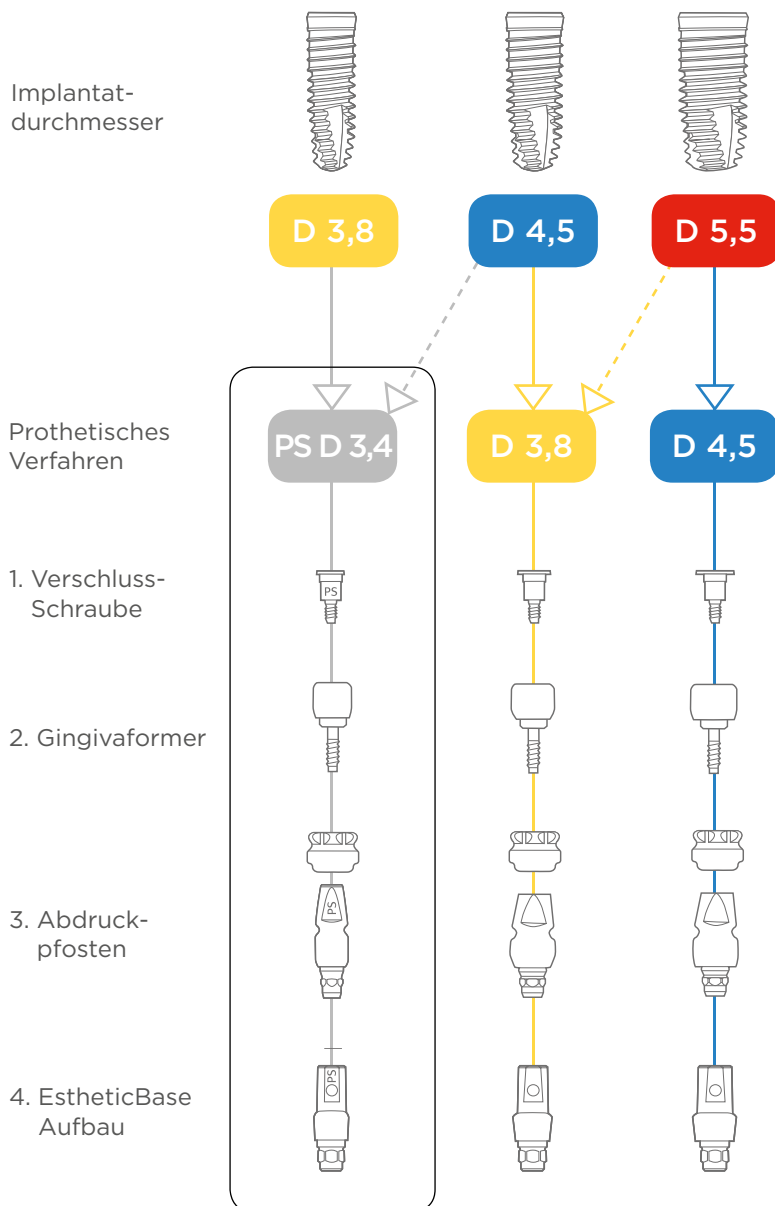 Implantat-
durchmesser
D 3,8
D 4,5
D 5,5
Prothetisches
Verfahren
PS D 3,4
D 3,8
D 4,5
1. Verschluss-
Schraube
PS
2. Gingivaformer
3. Abdruck-
pfosten
PS
4. EstheticBase
Aufbau
PS